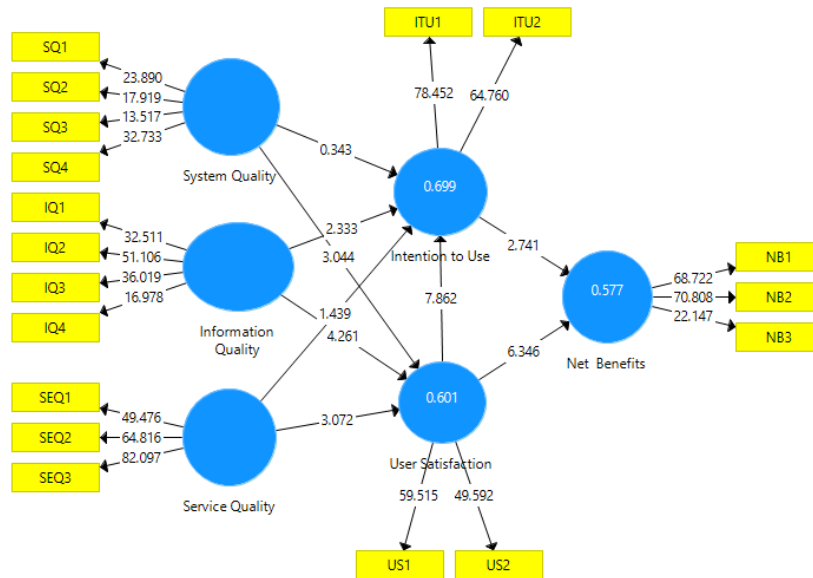 ITU1
ITU2
SQ1
SQ2
SQ3
SQ4
23.890
17.919
13.517
32.733
System Quality
78.452
64.760
0.343
0.699
Intention to Use
IQ1
IQ2
IQ3
IQ4
32.511
51.106
36.019
16.978
Information
Quality
2.333
3.044
1.439
4.261
7.862
2.741
6.346
0.577
Net Benefits
68.722
70.808
22.147
NB1
NB2
NB3
SEQ1
SEQ2
SEQ3
49.476
64.816
82.097
Service Quality
3.072
0.601
User Satisfaction
59.515
49.592
US1
US2